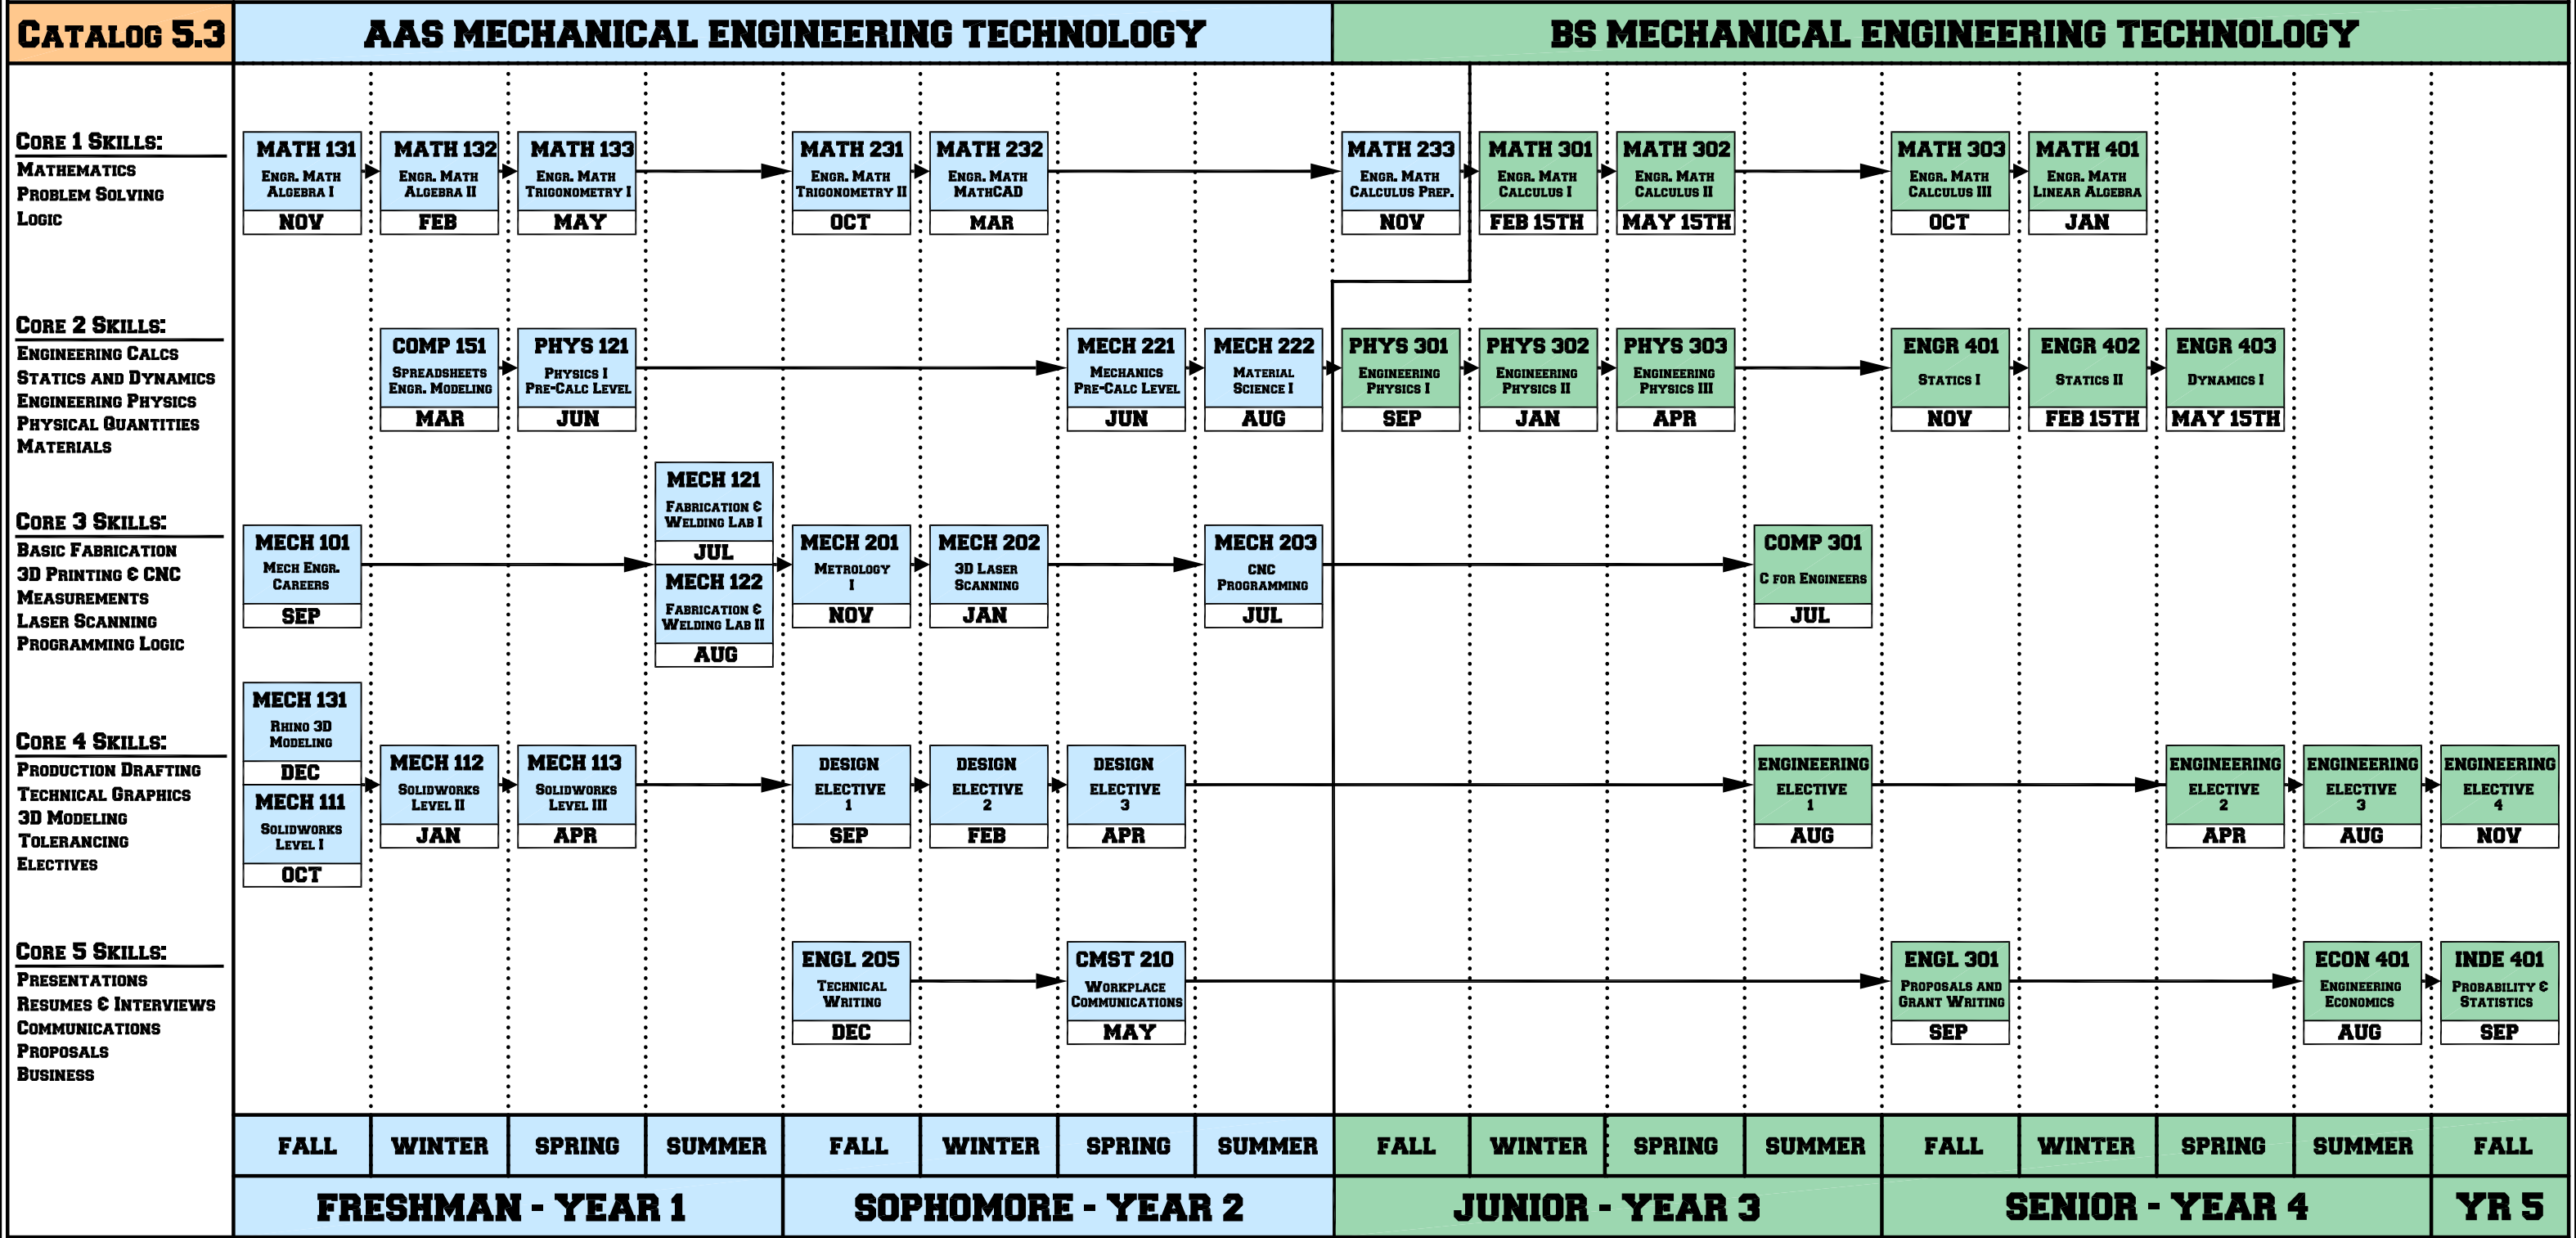 Catalog 5.3
AAS MECHANICAL ENGINEERING TECHNOLOGY
BS MECHANICAL ENGINEERING TECHNOLOGY
Core 1 Skills:
Mathematics
Problem Solving
Logic
MATH 131
Engr. Math
Algebra I
NOV
MATH 132
Engr. Math
Algebra II
FEB
MATH 133
Engr. Math
Trigonometry I
MAY
MATH 231
Engr. Math
Trigonometry II
OCT
MATH 232
Engr. Math
MathCAD
MAR
MATH 233
Engr. Math
Calculus Prep.
NOV
MATH 301
Engr. Math
Calculus I
FEB 15TH
MATH 302
Engr. Math
Calculus II
MAY 15TH
MATH 303
Engr. Math
Calculus III
OCT
MATH 401
Engr. Math
Linear Algebra
JAN
Core 2 Skills:
Engineering Calcs
Statics and Dynamics
Engineering Physics
Physical Quantities
Materials
COMP 151
Spreadsheets
Engr. Modeling
MAR
PHYS 121
Physics I
Pre-Calc Level
JUN
MECH 221
Mechanics
Pre-Calc Level
JUN
MECH 222
Material
Science I
AUG
PHYS 301
Engineering
Physics I
SEP
PHYS 302
Engineering
Physics II
JAN
PHYS 303
Engineering
Physics III
APR
ENGR 401
Statics I
NOV
ENGR 402
Statics II
FEB 15TH
ENGR 403
Dynamics I
MAY 15TH
Core 3 Skills:
Basic Fabrication
3D Printing & CNC
Measurements
Laser Scanning
Programming Logic
MECH 101
Mech Engr.
Careers
SEP
MECH 121
Fabrication &
Welding Lab I
JUL
MECH 122
Fabrication &
Welding Lab II
AUG
MECH 201
Metrology
I
NOV
MECH 202
3D Laser
Scanning
JAN
MECH 203
CNC
Programming
JUL
COMP 301
C for Engineers
JUL
Core 4 Skills:
Production Drafting
Technical Graphics
3D Modeling
Tolerancing
Electives
MECH 131
Rhino 3D
Modeling
DEC
MECH 111
Solidworks
Level I
OCT
MECH 112
Solidworks
Level II
JAN
MECH 113
Solidworks
Level III
APR
DESIGN
ELECTIVE
1
SEP
DESIGN
ELECTIVE
2
FEB
DESIGN
ELECTIVE
3
APR
ENGINEERING
ELECTIVE
1
AUG
ENGINEERING
ELECTIVE
2
APR
ENGINEERING
ELECTIVE
3
AUG
ENGINEERING
ELECTIVE
4
NOV
Core 5 Skills:
Presentations
Resumes & Interviews
Communications
Proposals
Business
ENGL 205
Technical
Writing
DEC
CMST 210
Workplace
Communications
MAY
ENGL 301
Proposals and
Grant Writing
SEP
ECON 401
Engineering
Economics
AUG
INDE 401
Probability &
Statistics
SEP
FALL
WINTER
SPRING
SUMMER
FALL
WINTER
SPRING
SUMMER
FALL
WINTER
SPRING
SUMMER
FALL
WINTER
SPRING
SUMMER
FALL
FRESHMAN - YEAR 1
SOPHOMORE - YEAR 2
JUNIOR - YEAR 3
SENIOR - YEAR 4
YR 5